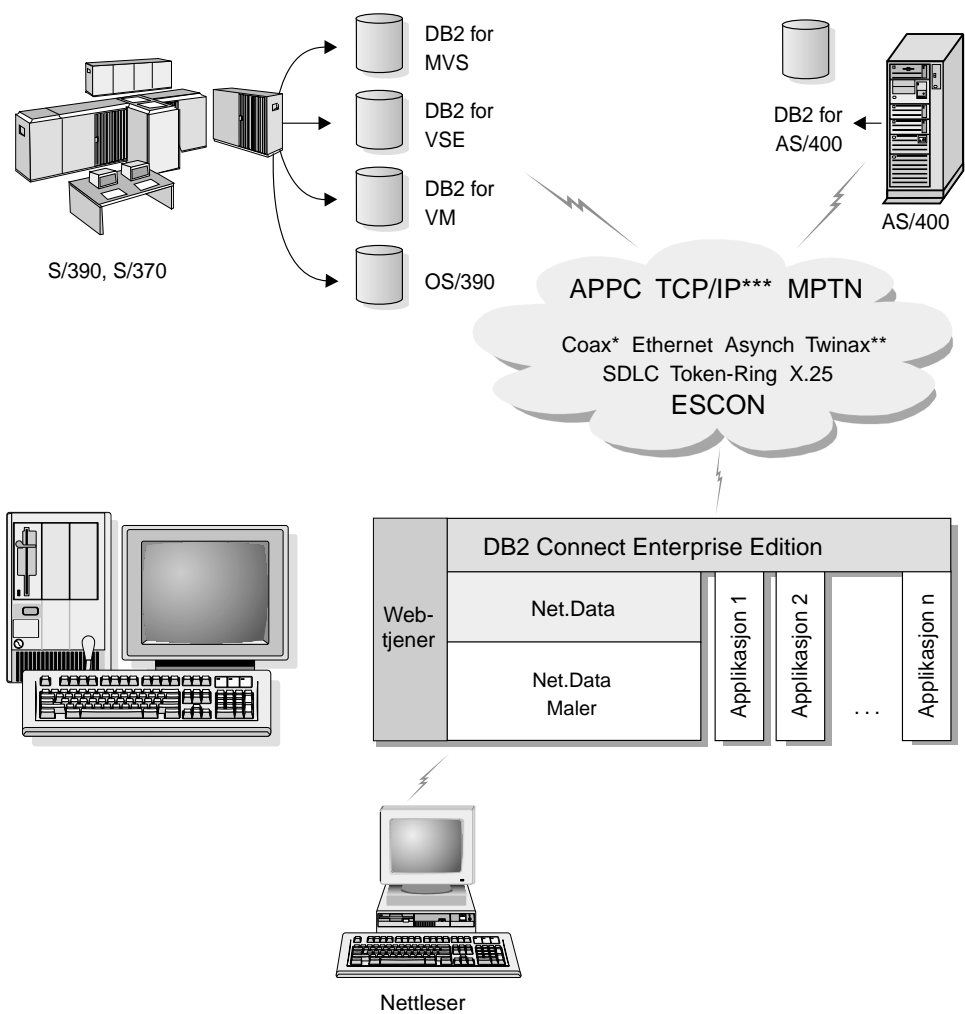 DB2 for
MVS
DB2 for
VSE
DB2 for
VM
OS/390
S/390, S/370
DB2 for
AS/400
AS/400
APPC TCP/IP*** MPTN
Coax* Ethernet Asynch Twinax**
SDLC Token-Ring X.25
ESCON
DB2 Connect Enterprise Edition
Web-
tjener
Net.Data
Net.Data
Maler
Applikasjon 1
Applikasjon 2
. . .
Applikasjon n
Nettleser